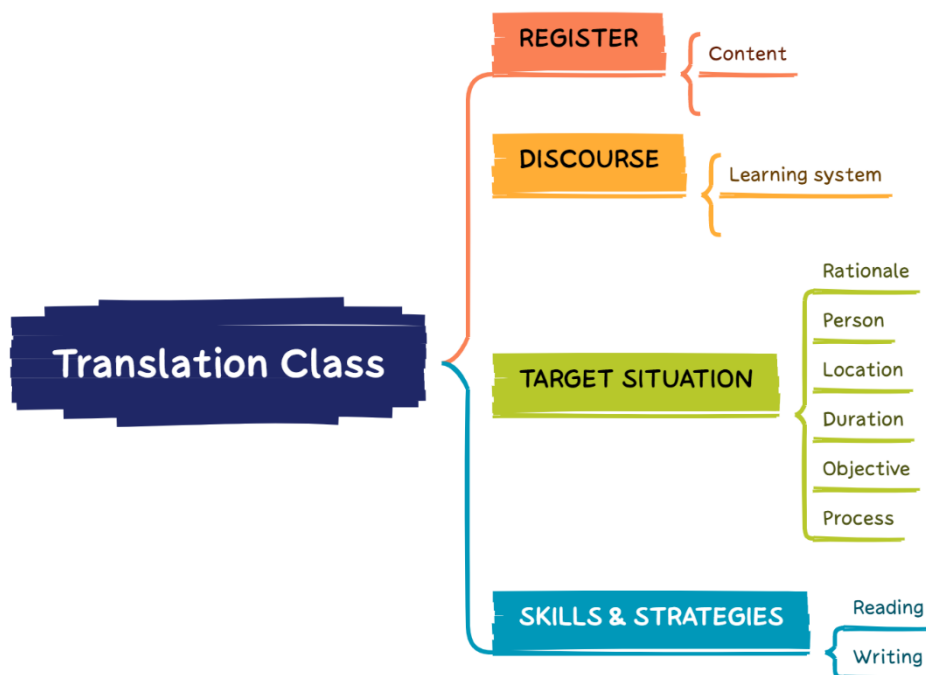 REGISTER
Content
DISCOURSE
Learning system
Translation Class
TARGET SITUATION
Rationale
Person
Location
Duration
Objective
Process
SKILLS & STRATEGIES
Reading
Writing